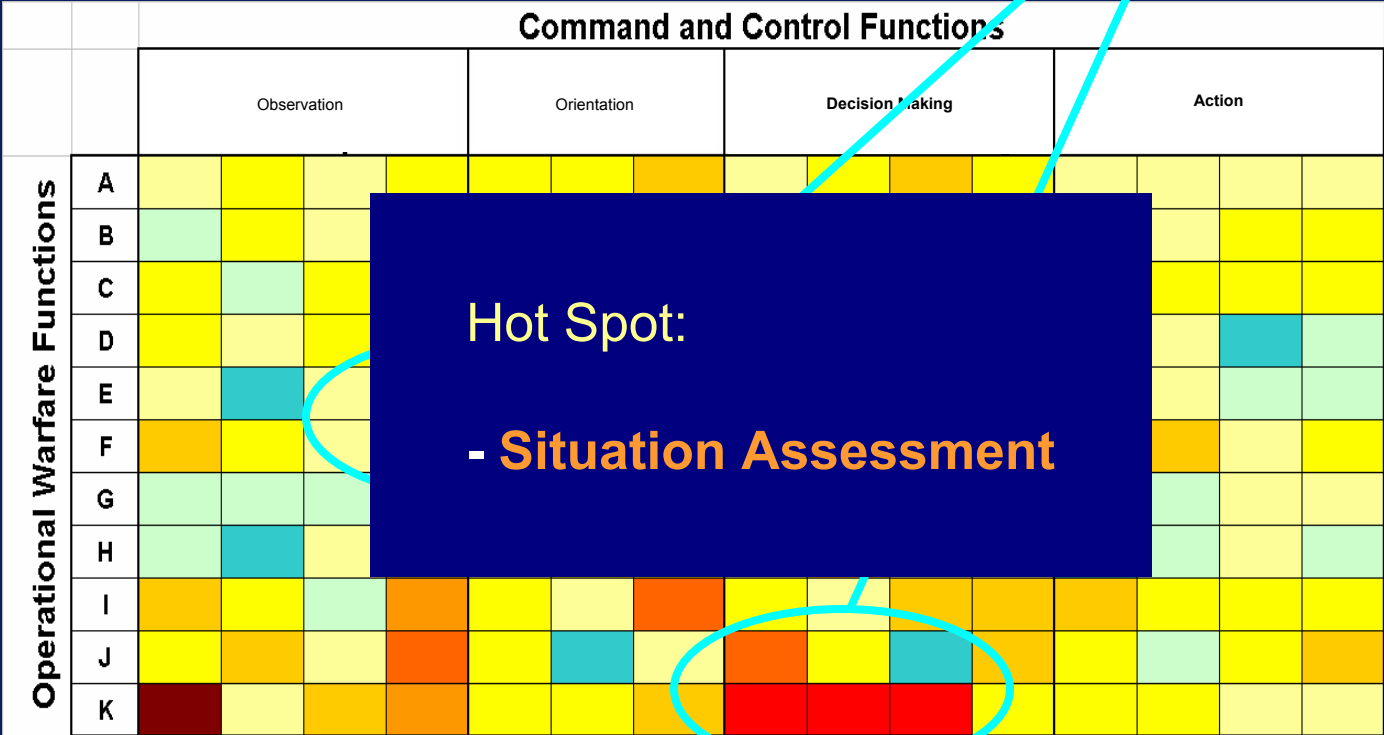 Command and Control Functions
Observation
Orientation
Decision Making
Action
Operational Warfare Functions
A
B
C
D
E
F
G
H
I
J
K
Hot Spot:
- Situation Assessment